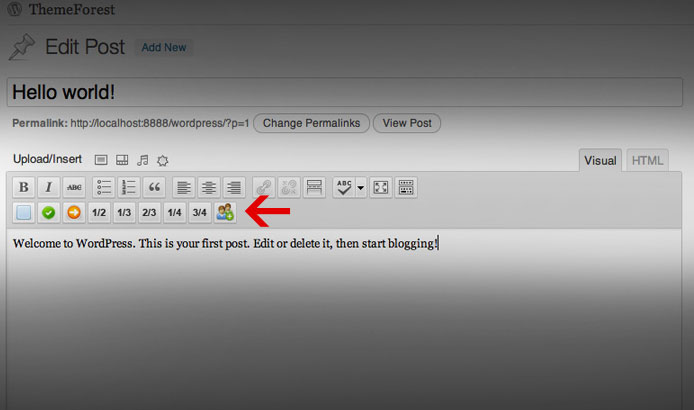 ThemeForest
Edit Post Add New
Hello world!
Permalink: http://localhost:8888/wordpress/?p=1 Change Permalinks View Post
Upload/Insert Visual HTML
B I ABC ABC
1/2 1/3 2/3 1/4 3/4
Welcome to WordPress. This is your first post. Edit or delete it, then start blogging!